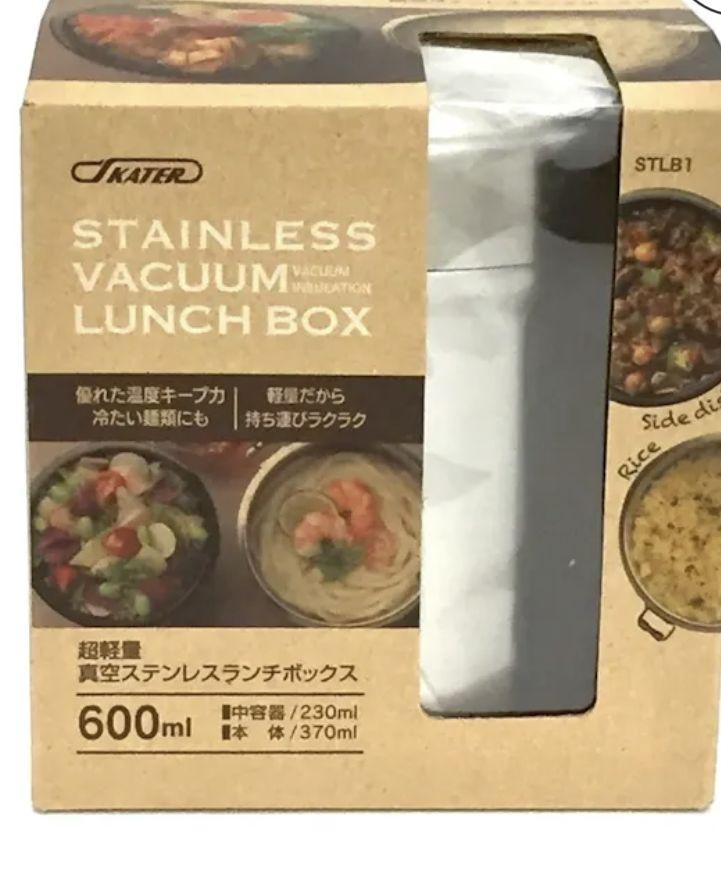 SKATER
STLB1
STAINLESS
VACUUM VACUUM INSULATION
LUNCH BOX
優れた温度キープ力
冷たい麺類にも
軽量だから
持ち運びラクラク
Side
Rice
超軽量
真空ステンレスランチボックス
600ml
中容器/230ml
本 体/370ml